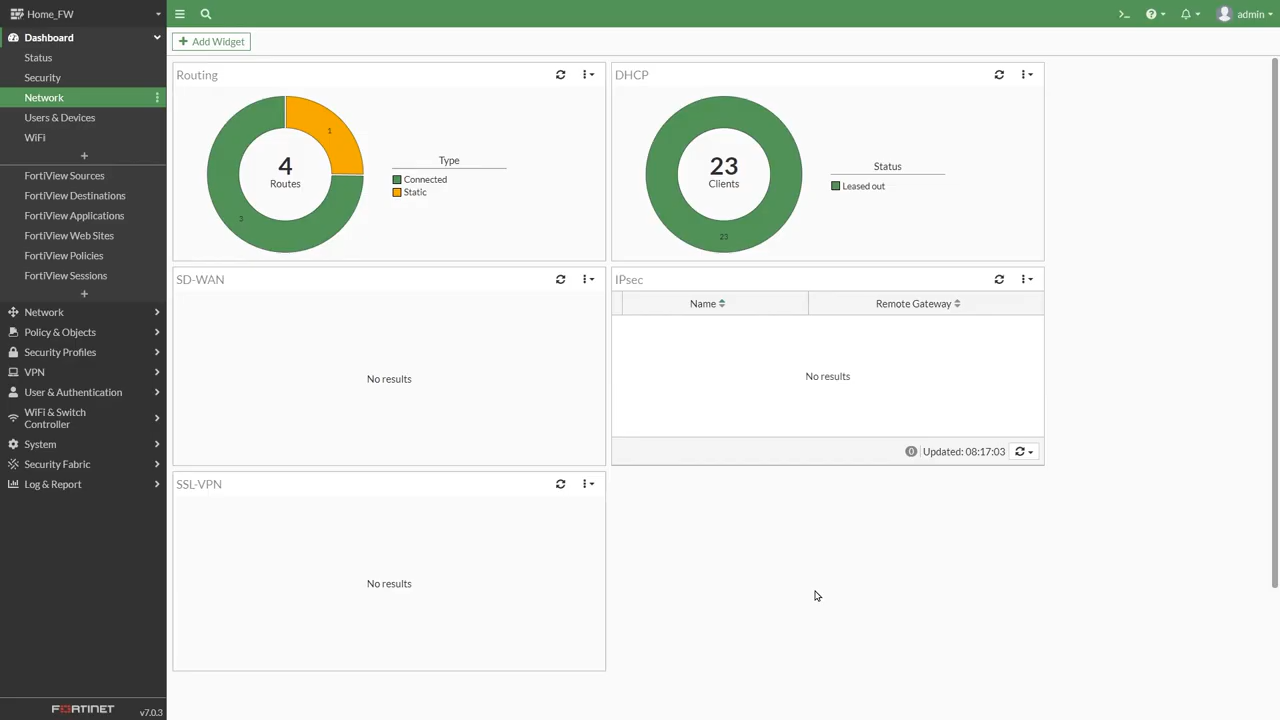 Home_FW
admin
Dashboard
Status
Security
Network
Users & Devices
WiFi
FortiView Sources
FortiView Destinations
FortiView Applications
FortiView Web Sites
FortiView Policies
FortiView Sessions
Network
Policy & Objects
Security Profiles
VPN
User & Authentication
WiFi & Switch
Controller
System
Security Fabric
Log & Report
FORTINET v7.0.3
+ Add Widget
Routing
1
4
Routes
3
Type
Connected
Static
DHCP
23
Clients
23
Status
Leased out
SD-WAN
No results
IPsec
Name Remote Gateway
No results
0 Updated: 08:17:03
SSL-VPN
No results